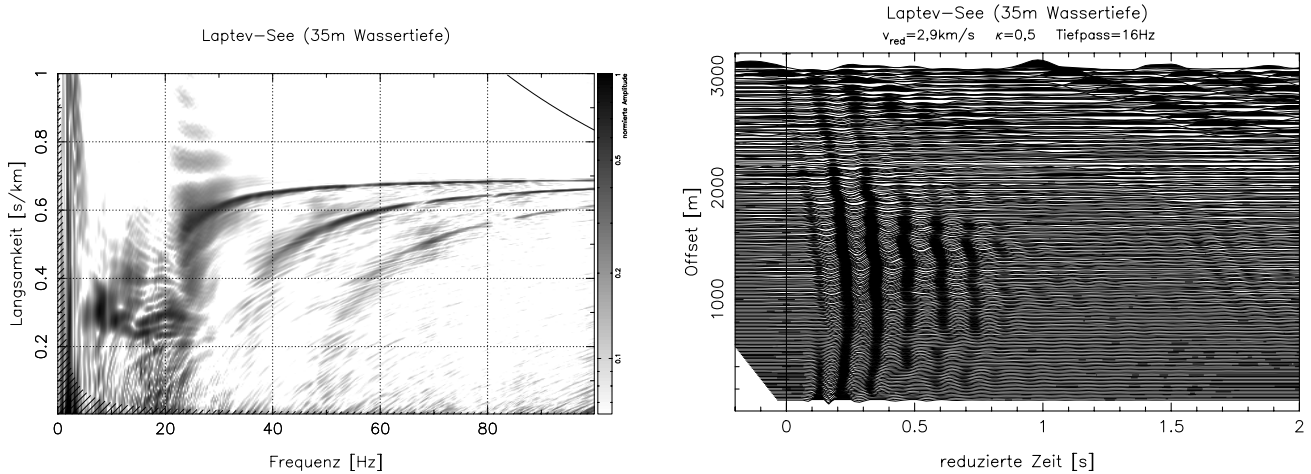 Laptev-See (35m Wassertiefe)
1
0.8
0.6
0.4
0.2
Langsamkeit [s/km]
0 20 40 60 80
Frequenz [Hz]
1
0.5
0.2
0.1
normierte Amplitude
Laptev-See (35m Wassertiefe)
v_red=2,9km/s κ=0,5 Tiefpass=16Hz
3000
2000
1000
Offset [m]
0 0.5 1 1.5 2
reduzierte Zeit [s]